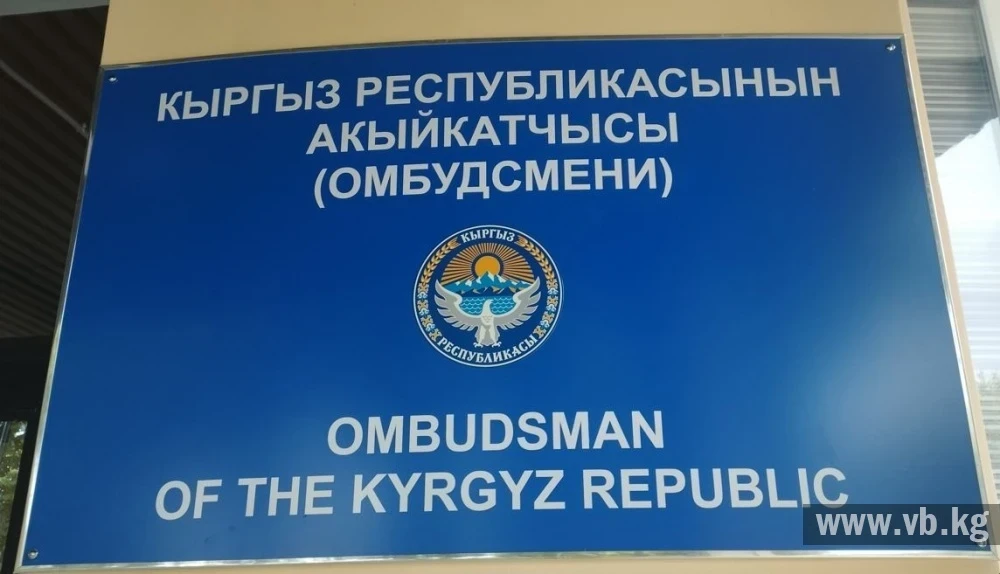 КЫРГЫЗ РЕСПУБЛИКАСЫНЫН
АКЫЙКАТЧЫСЫ
(ОМБУДСМЕНИ)
КЫРГЫЗ
РЕСПУБЛИКАСЫ
OMBUDSMAN
OF THE KYRGYZ REPUBLIC
www.vb.kg